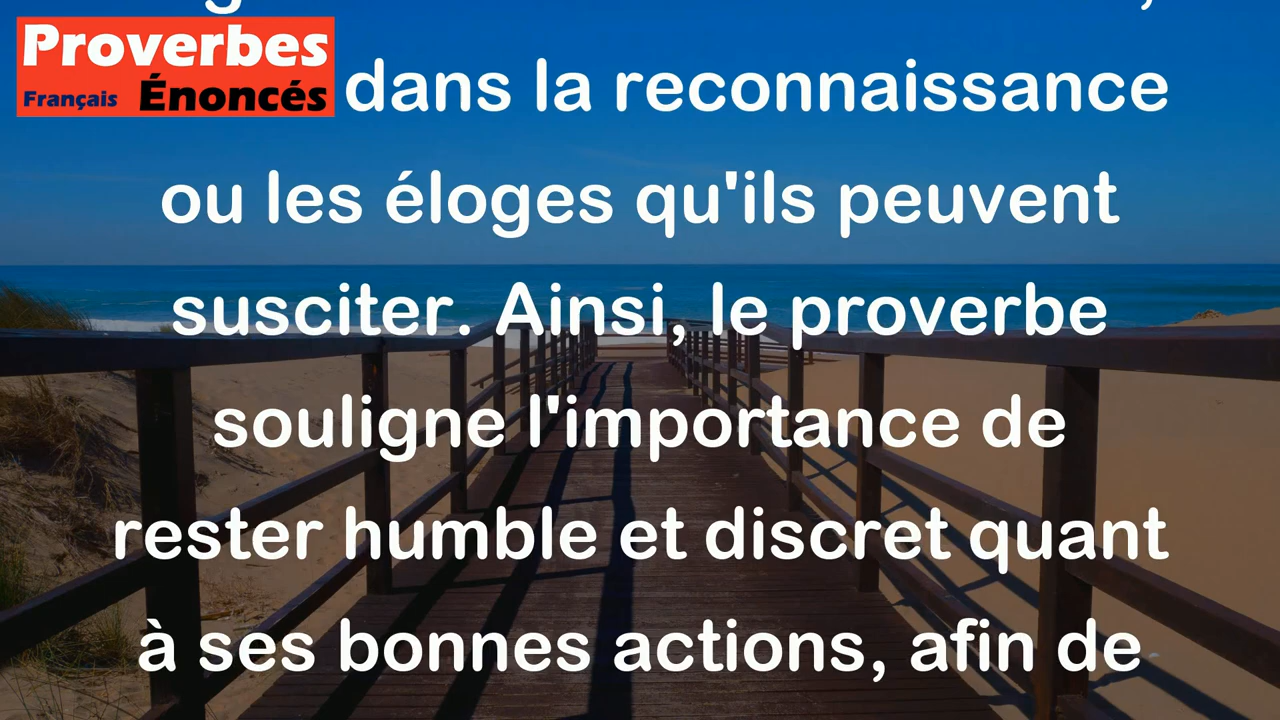 Proverbes
Français Énoncés
dans la reconnaissance
ou les éloges qu'ils peuvent
susciter. Ainsi, le proverbe
souligne l'importance de
rester humble et discret quant
à ses bonnes actions, afin de